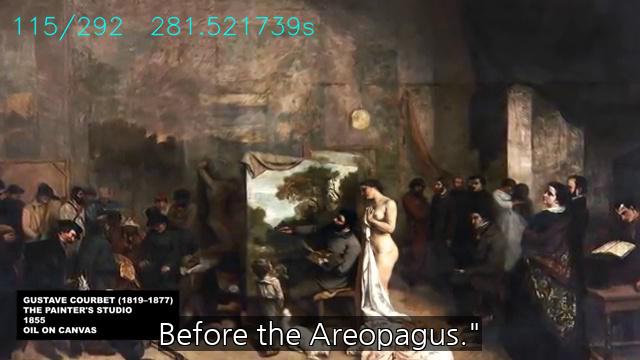 115/292 281.521739s
GUSTAVE COURBET (1819–1877)
THE PAINTER'S STUDIO
1855
OIL ON CANVAS
Before the Areopagus."